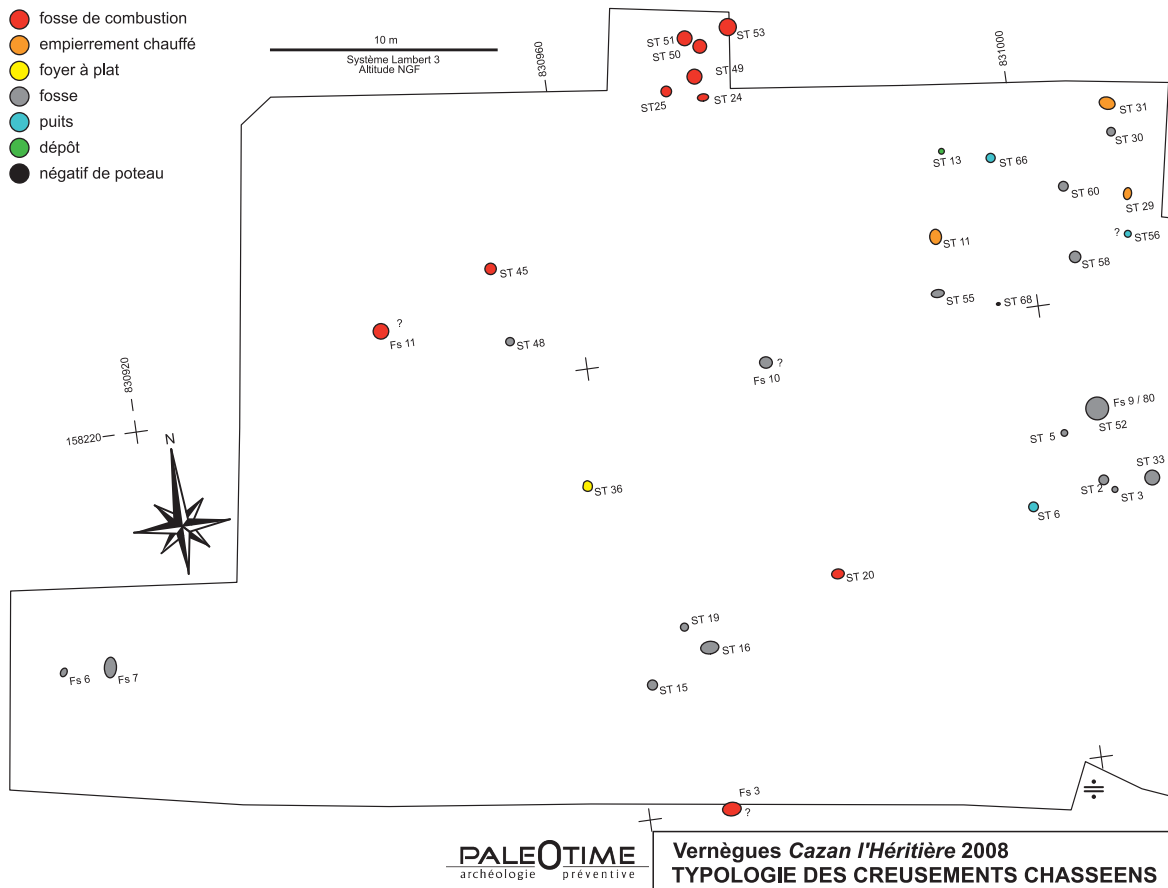 fosse de combustion
empierrement chauffé
foyer à plat
fosse
puits
dépôt
négatif de poteau
10 m
Système Lambert 3
Altitude NGF
830960
831000
830920
158220
N
ST 51
ST 50
ST 53
ST 49
ST25
ST 24
ST 31
ST 30
ST 13
ST 66
ST 60
ST 29
? ST56
ST 11
ST 58
ST 45
ST 55
ST 68
?
Fs 11
ST 48
?
Fs 10
Fs 9 / 80
ST 52
ST 5
ST 33
ST 2
ST 3
ST 36
ST 6
ST 20
ST 19
ST 16
Fs 6
Fs 7
ST 15
Fs 3
?
PALEOTIME
archéologie préventive
Vernègues Cazan l'Héritière 2008
TYPOLOGIE DES CREUSEMENTS CHASSEENS